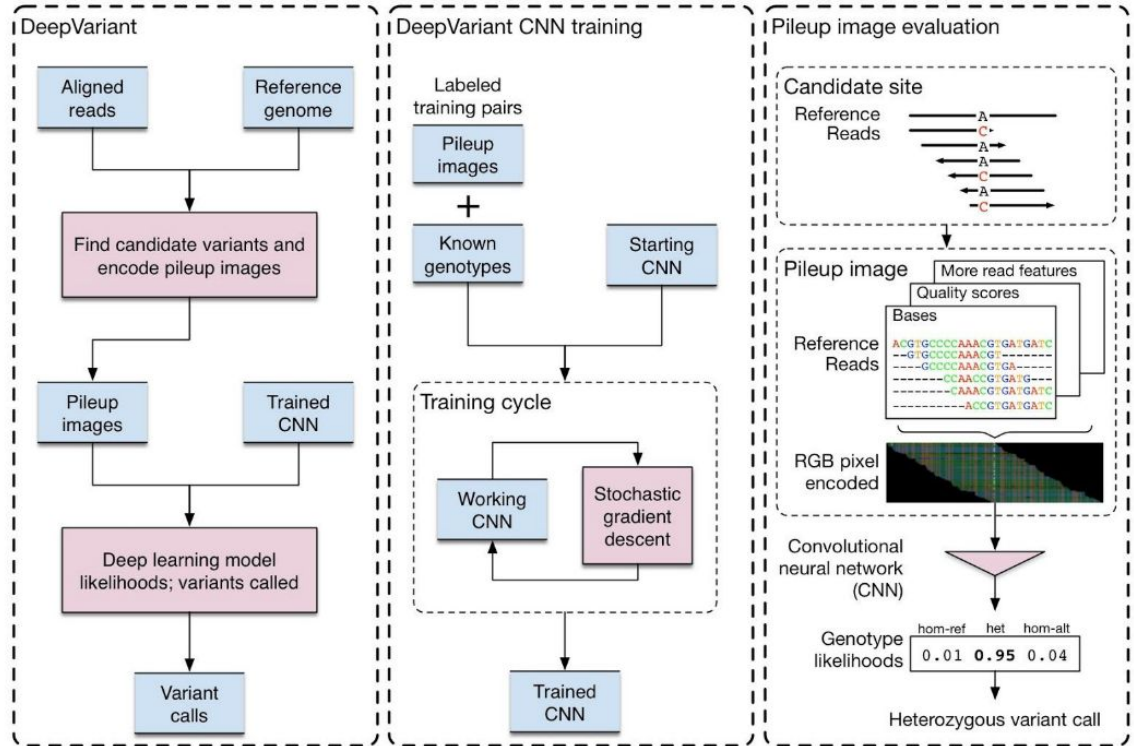 DeepVariant
Aligned
reads
Reference
genome
Find candidate variants and
encode pileup images
Pileup
images
Trained
CNN
Deep learning model
likelihoods; variants called
Variant
calls
DeepVariant CNN training
Labeled
training pairs
Pileup
images
+
Known
genotypes
Starting
CNN
Training cycle
Working
CNN
Stochastic
gradient
descent
Trained
CNN
Pileup image evaluation
Candidate site
Reference
Reads
A
C
A
A
C
A
C
Pileup image
More read features
Quality scores
Bases
Reference
Reads
ACGTGCCCCAAACGTGATGATC
--GTGCCCCAAACGT-------
----GCCCCAAACGTGA-----
-------CCAACCGTGATG---
--------CAAACGTGATGATC
----------ACCGTGATGATC
RGB pixel
encoded
Convolutional
neural network
(CNN)
hom-ref het hom-alt
Genotype
likelihoods
0.01 0.95 0.04
Heterozygous variant call